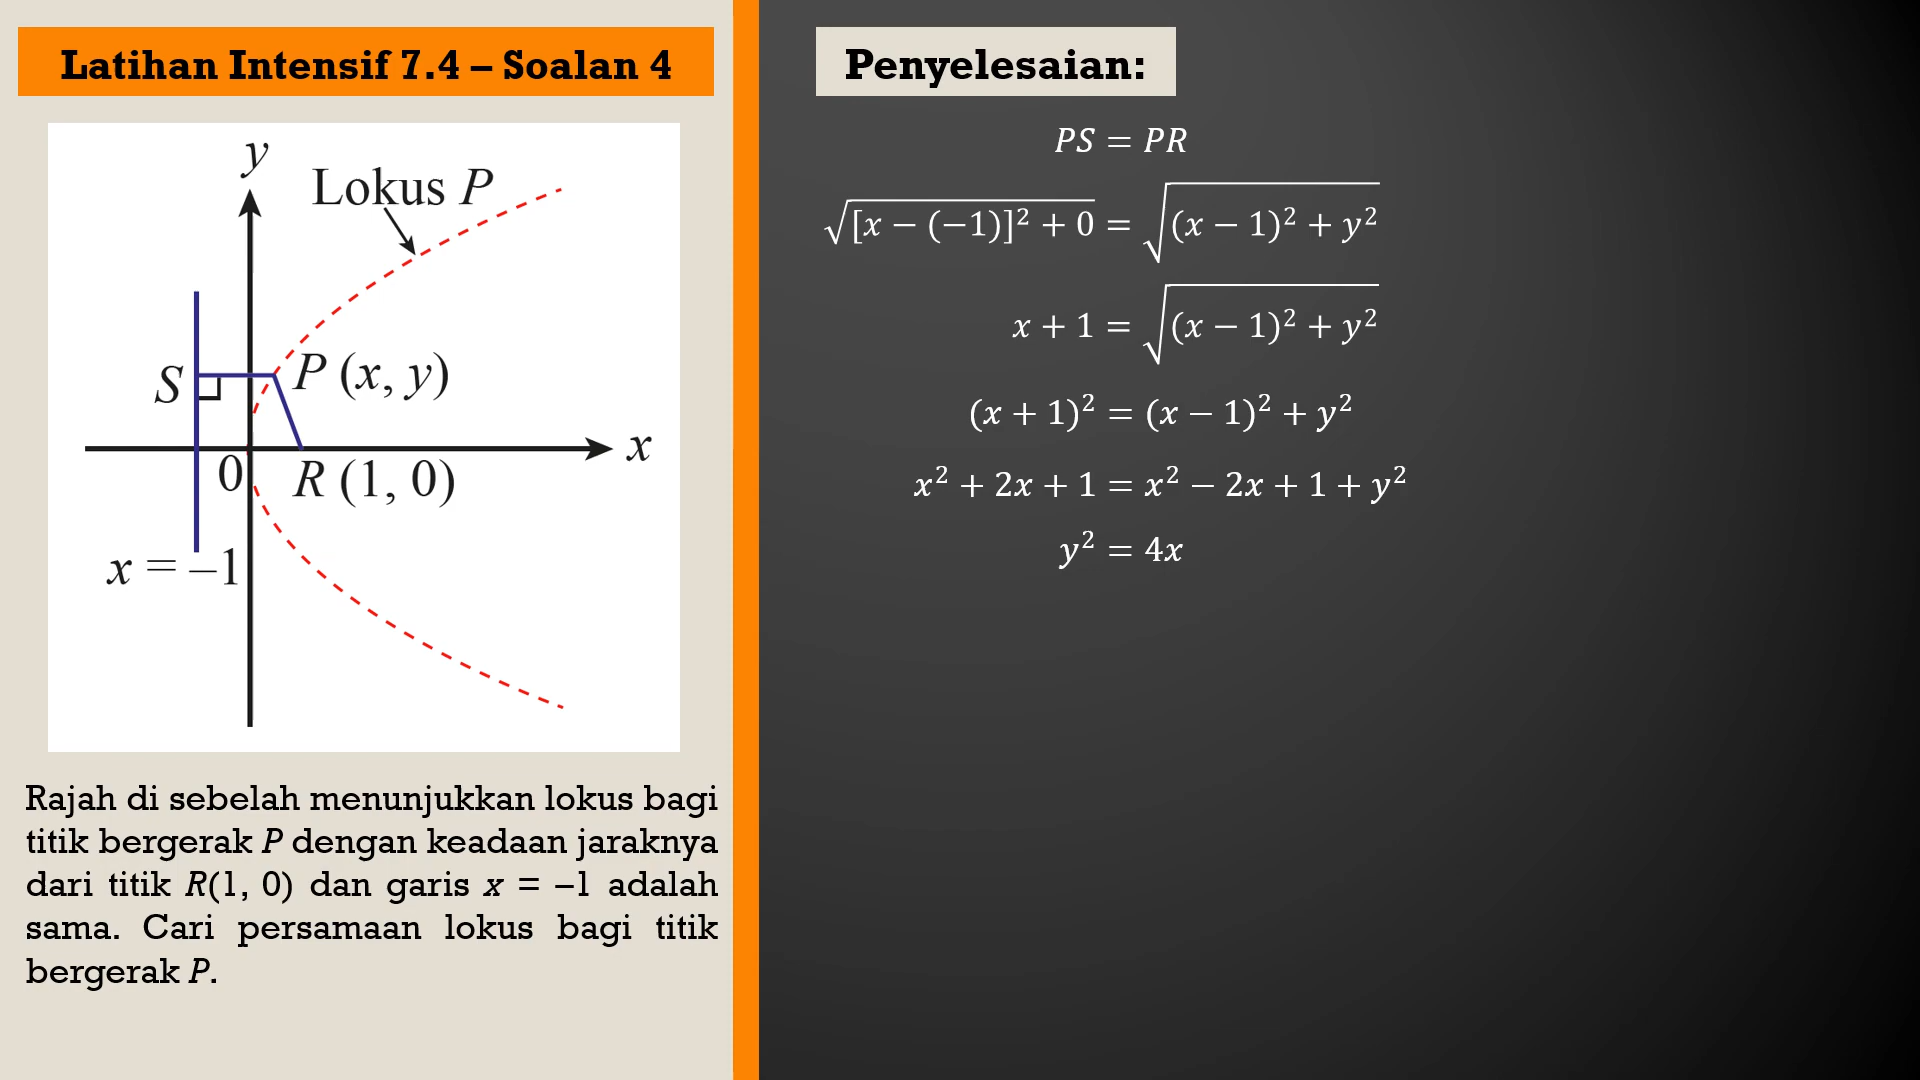 Latihan Intensif 7.4 – Soalan 4
y
Lokus P
S
P (x, y)
x
0
R (1, 0)
x = –1
Rajah di sebelah menunjukkan lokus bagi
titik bergerak P dengan keadaan jaraknya
dari titik R(1, 0) dan garis x = –1 adalah
sama. Cari persamaan lokus bagi titik
bergerak P.
Penyelesaian:
PS = PR
√([x − (−1)]² + 0) = √((x − 1)² + y²)
x + 1 = √((x − 1)² + y²)
(x + 1)² = (x − 1)² + y²
x² + 2x + 1 = x² − 2x + 1 + y²
y² = 4x